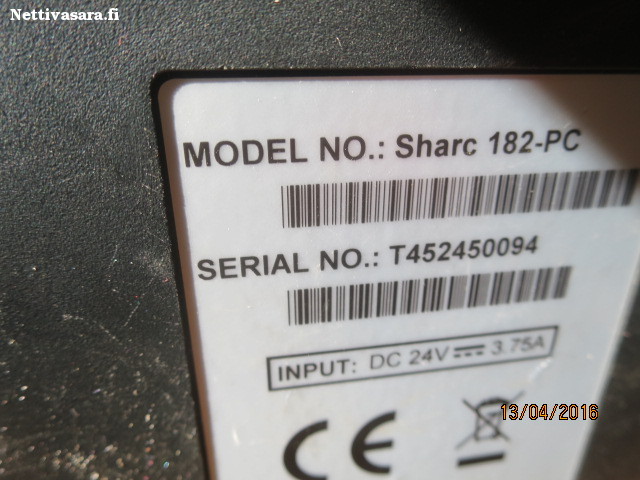 Nettivasara.fi
MODEL NO.: Sharc 182-PC
SERIAL NO.: T452450094
INPUT: DC 24V⎓3.75A
CE
13/04/2016